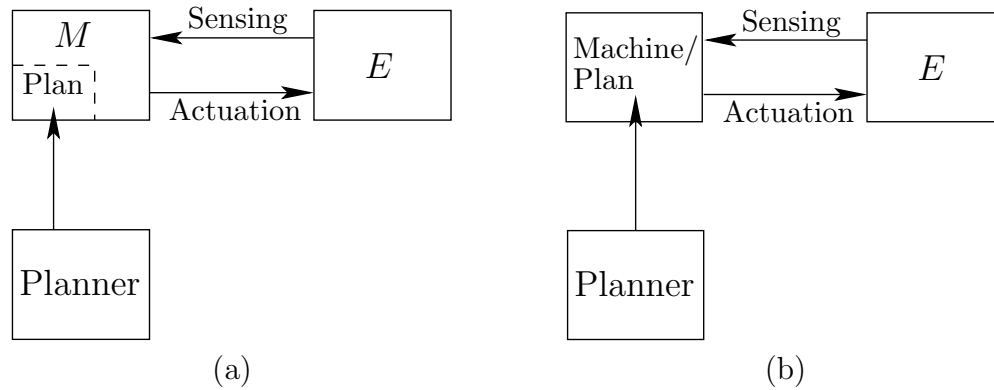 M
Plan
Sensing
Actuation
E
Planner
(a)
Machine/
Plan
Sensing
Actuation
E
Planner
(b)